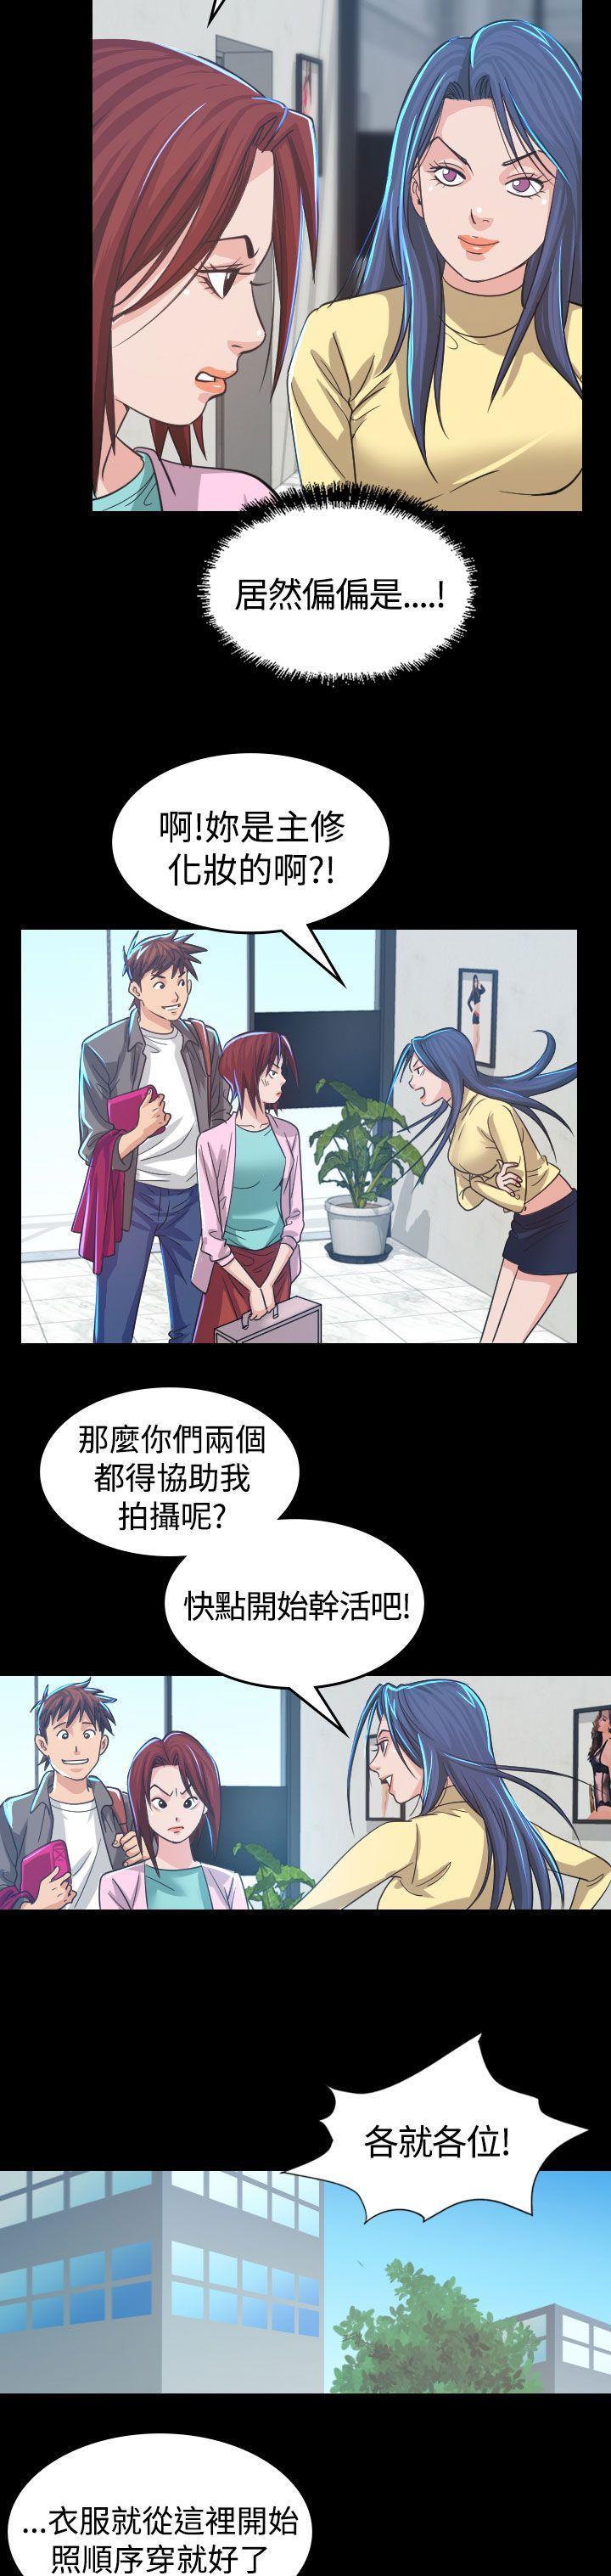 居然偏偏是....!
啊!妳是主修
化妝的啊?!
那麼你們兩個
都得協助我
拍攝呢?
快點開始幹活吧!
各就各位!
...衣服就從這裡開始
照順序穿就好了